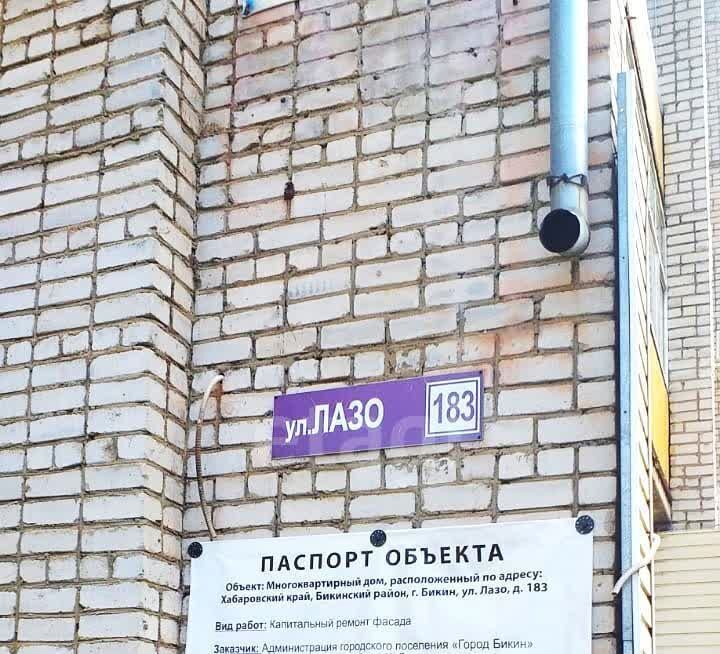 ул.ЛАЗО 183
ПАСПОРТ ОБЪЕКТА
Объект: Многоквартирный дом, расположенный по адресу:
Хабаровский край, Бикинский район, г. Бикин, ул. Лазо, д. 183
Вид работ: Капитальный ремонт фасада
Заказчик: Администрация городского поселения «Город Бикин»